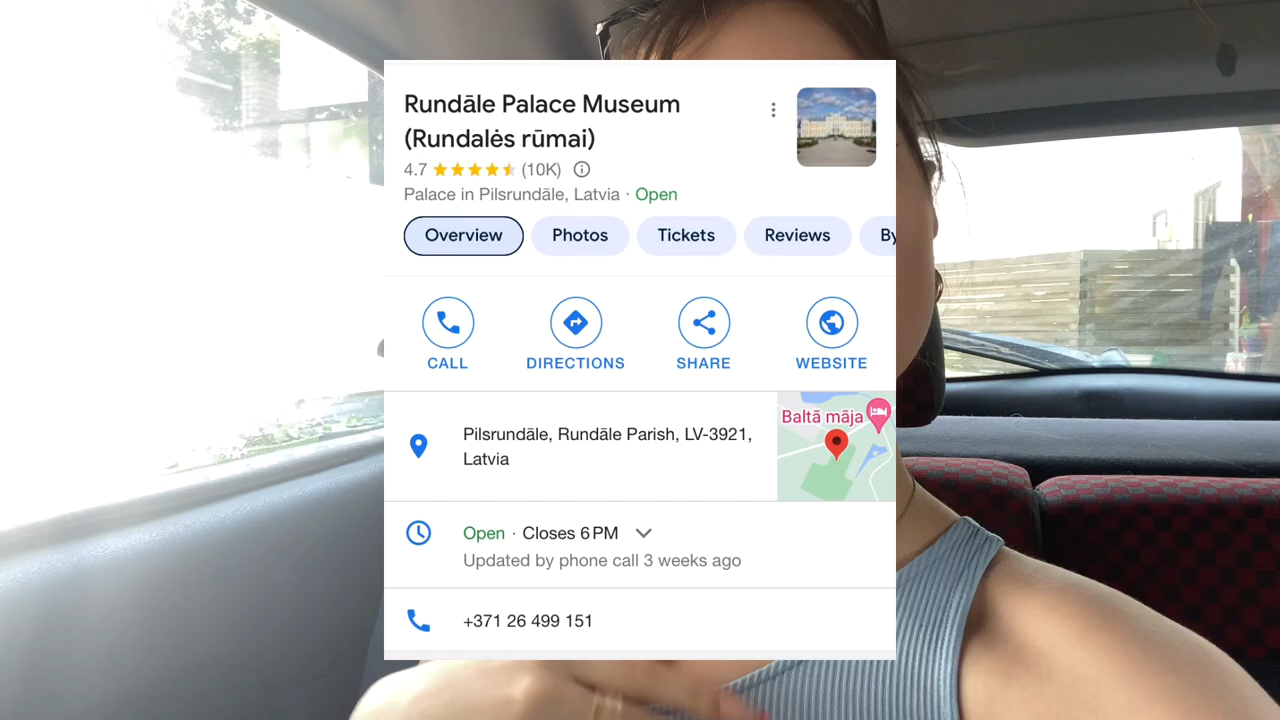 Rundāle Palace Museum
(Rundalės rūmai)
4.7 (10K)
Palace in Pilsrundāle, Latvia · Open
Overview Photos Tickets Reviews By
CALL DIRECTIONS SHARE WEBSITE
Baltā māja
Pilsrundāle, Rundāle Parish, LV-3921,
Latvia
Open · Closes 6 PM
Updated by phone call 3 weeks ago
+371 26 499 151